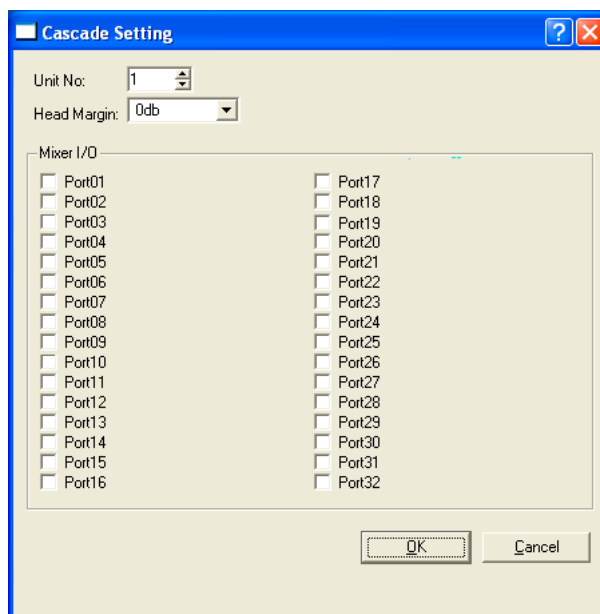 Cascade Setting
Unit No: 1
Head Margin: 0db
Mixer I/O
Port01
Port02
Port03
Port04
Port05
Port06
Port07
Port08
Port09
Port10
Port11
Port12
Port13
Port14
Port15
Port16
Port17
Port18
Port19
Port20
Port21
Port22
Port23
Port24
Port25
Port26
Port27
Port28
Port29
Port30
Port31
Port32
OK
Cancel